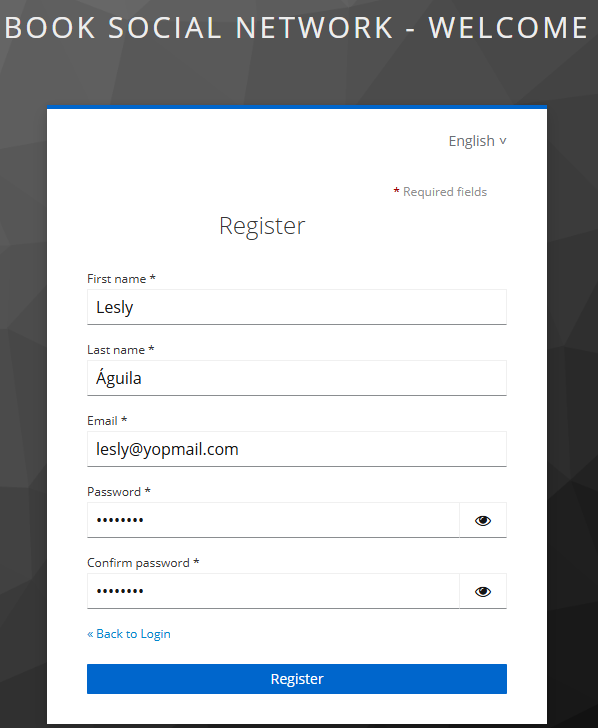 BOOK SOCIAL NETWORK - WELCOME
English ˅
* Required fields
Register
First name *
Lesly
Last name *
Águila
Email *
lesly@yopmail.com
Password *
••••••••
Confirm password *
••••••••
« Back to Login
Register